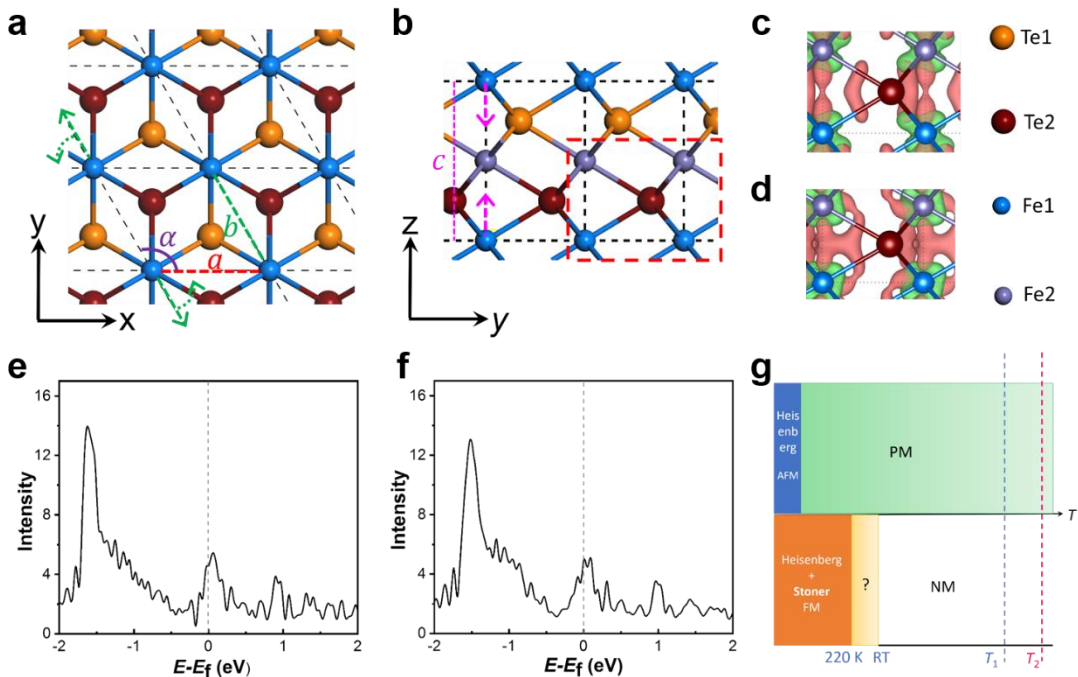 a
y
x
α
b
a
b
c
z
y
c
d
Te1
Te2
Fe1
Fe2
e
16
12
8
4
0
Intensity
-2
-1
0
1
2
E-Ef (eV)
f
16
12
8
4
0
Intensity
-2
-1
0
1
2
E-Ef (eV)
g
Heis
enb
erg
AFM
PM
T
Heisenberg
+
Stoner
FM
?
NM
220 K RT T1 T2